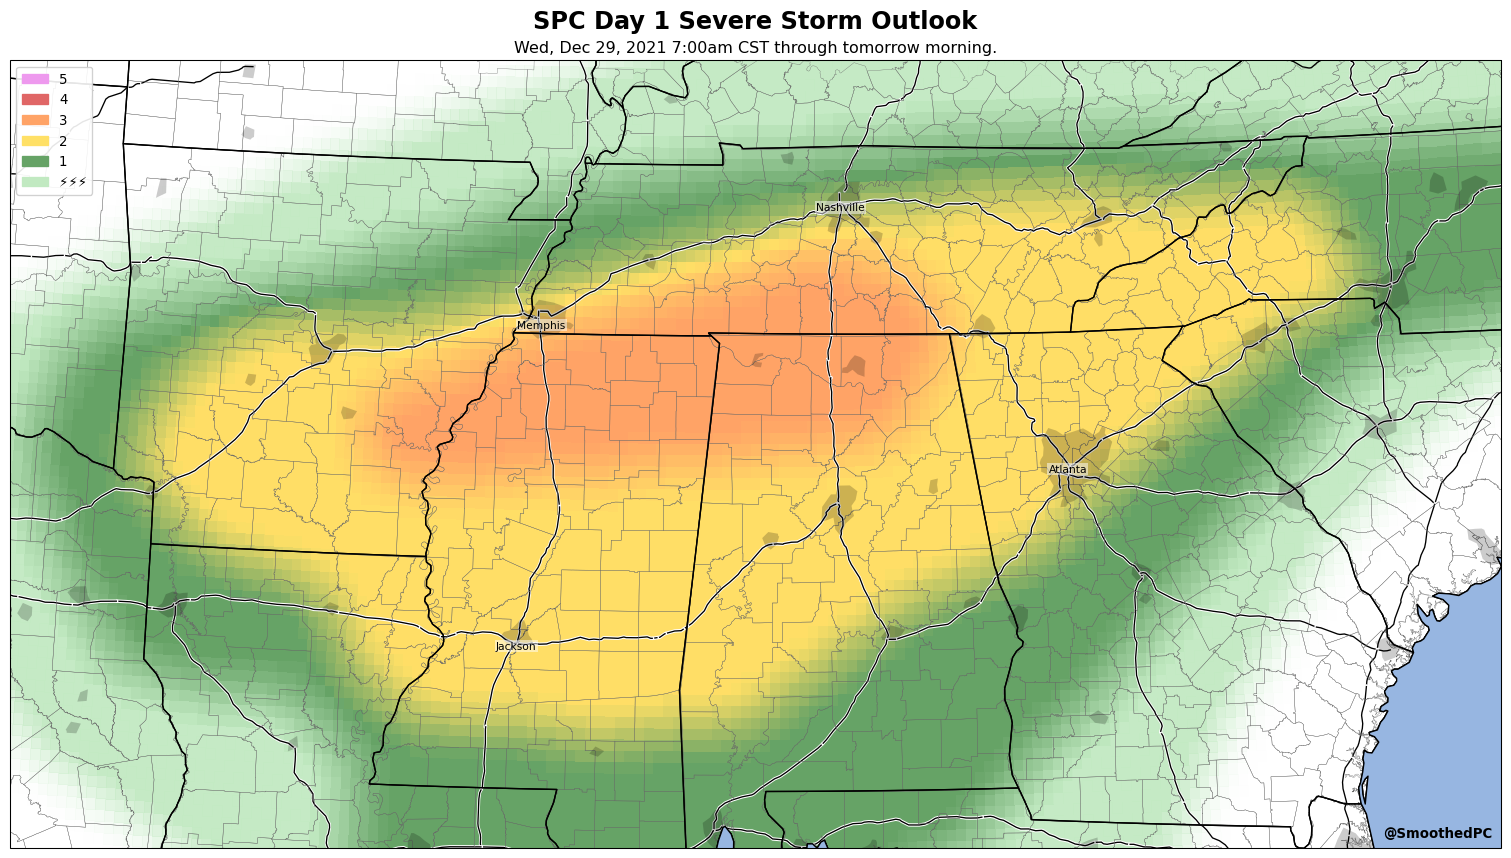 SPC Day 1 Severe Storm Outlook
Wed, Dec 29, 2021 7:00am CST through tomorrow morning.
5
4
3
2
1
⚡⚡⚡
Nashville
Memphis
Atlanta
Jackson
@SmoothedPC